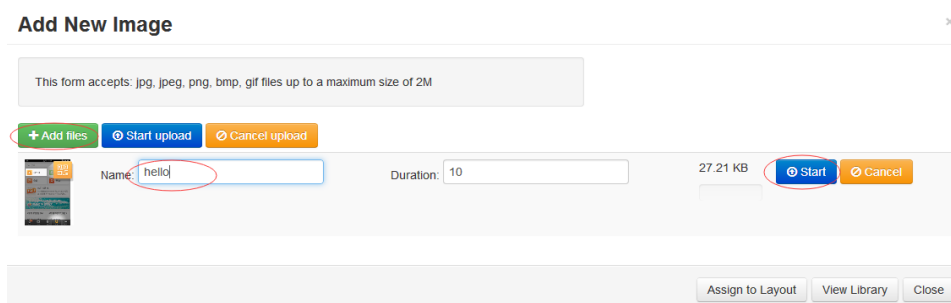 Add New Image
×
This form accepts: jpg, jpeg, png, bmp, gif files up to a maximum size of 2M
+ Add files Start upload Cancel upload
Name: hello Duration: 10 27.21 KB Start Cancel
Assign to Layout View Library Close